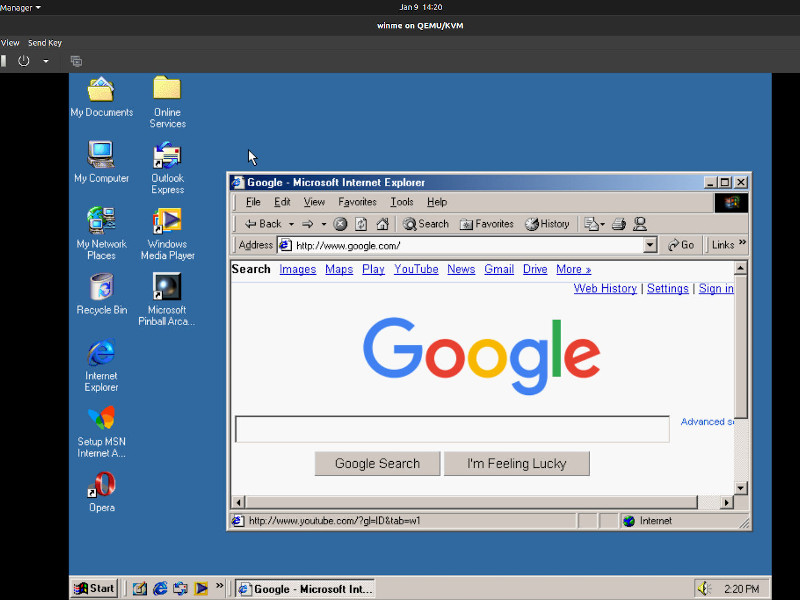 Manager
Jan 9 14:20
winme on QEMU/KVM
View Send Key
My Documents
Online
Services
My Computer
Outlook
Express
My Network
Places
Windows
Media Player
Recycle Bin
Microsoft
Pinball Arca...
Internet
Explorer
Setup MSN
Internet A...
Opera
Google - Microsoft Internet Explorer
File Edit View Favorites Tools Help
Back Search Favorites History
Address http://www.google.com/ Go Links »
Search Images Maps Play YouTube News Gmail Drive More »
Web History | Settings | Sign in
Google
Advanced s
Google Search I'm Feeling Lucky
http://www.youtube.com/?gl=ID&tab=w1 Internet
Start » Google - Microsoft Int... 2:20 PM